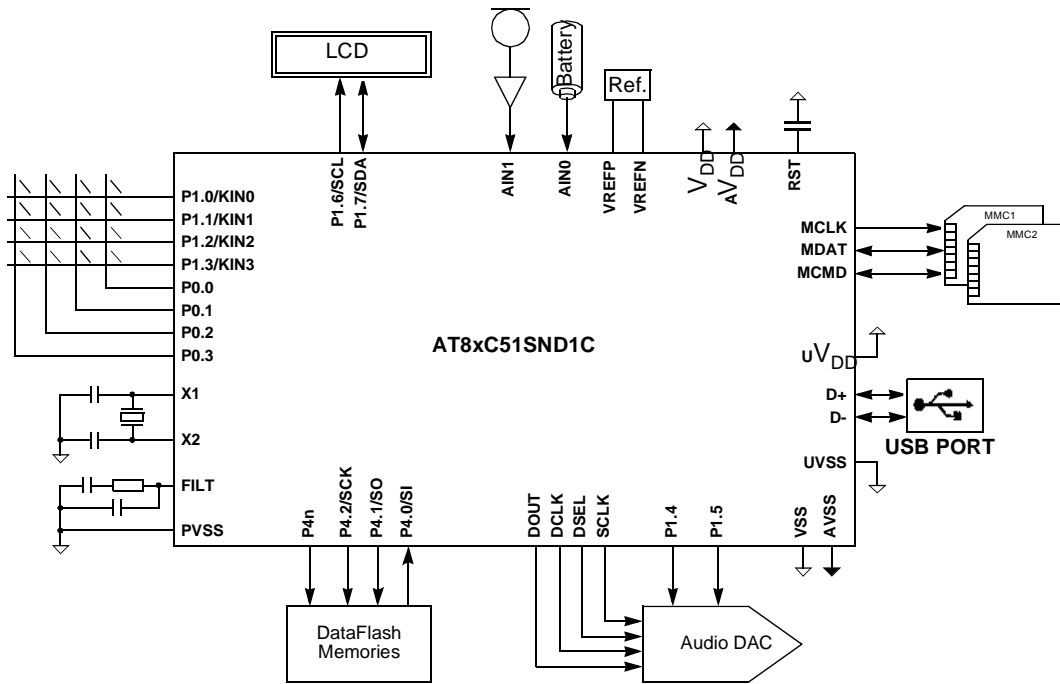 LCD
Battery
Ref.
P1.6/SCL
P1.7/SDA
AIN1
AIN0
VREFP
VREFN
VDD
AVDD
RST
P1.0/KIN0
P1.1/KIN1
P1.2/KIN2
P1.3/KIN3
P0.0
P0.1
P0.2
P0.3
X1
X2
FILT
PVSS
AT8xC51SND1C
MCLK
MDAT
MCMD
MMC1
MMC2
UVDD
D+
D-
USB PORT
UVSS
P4n
P4.2/SCK
P4.1/SO
P4.0/SI
DOUT
DCLK
DSEL
SCLK
P1.4
P1.5
VSS
AVSS
DataFlash
Memories
Audio DAC